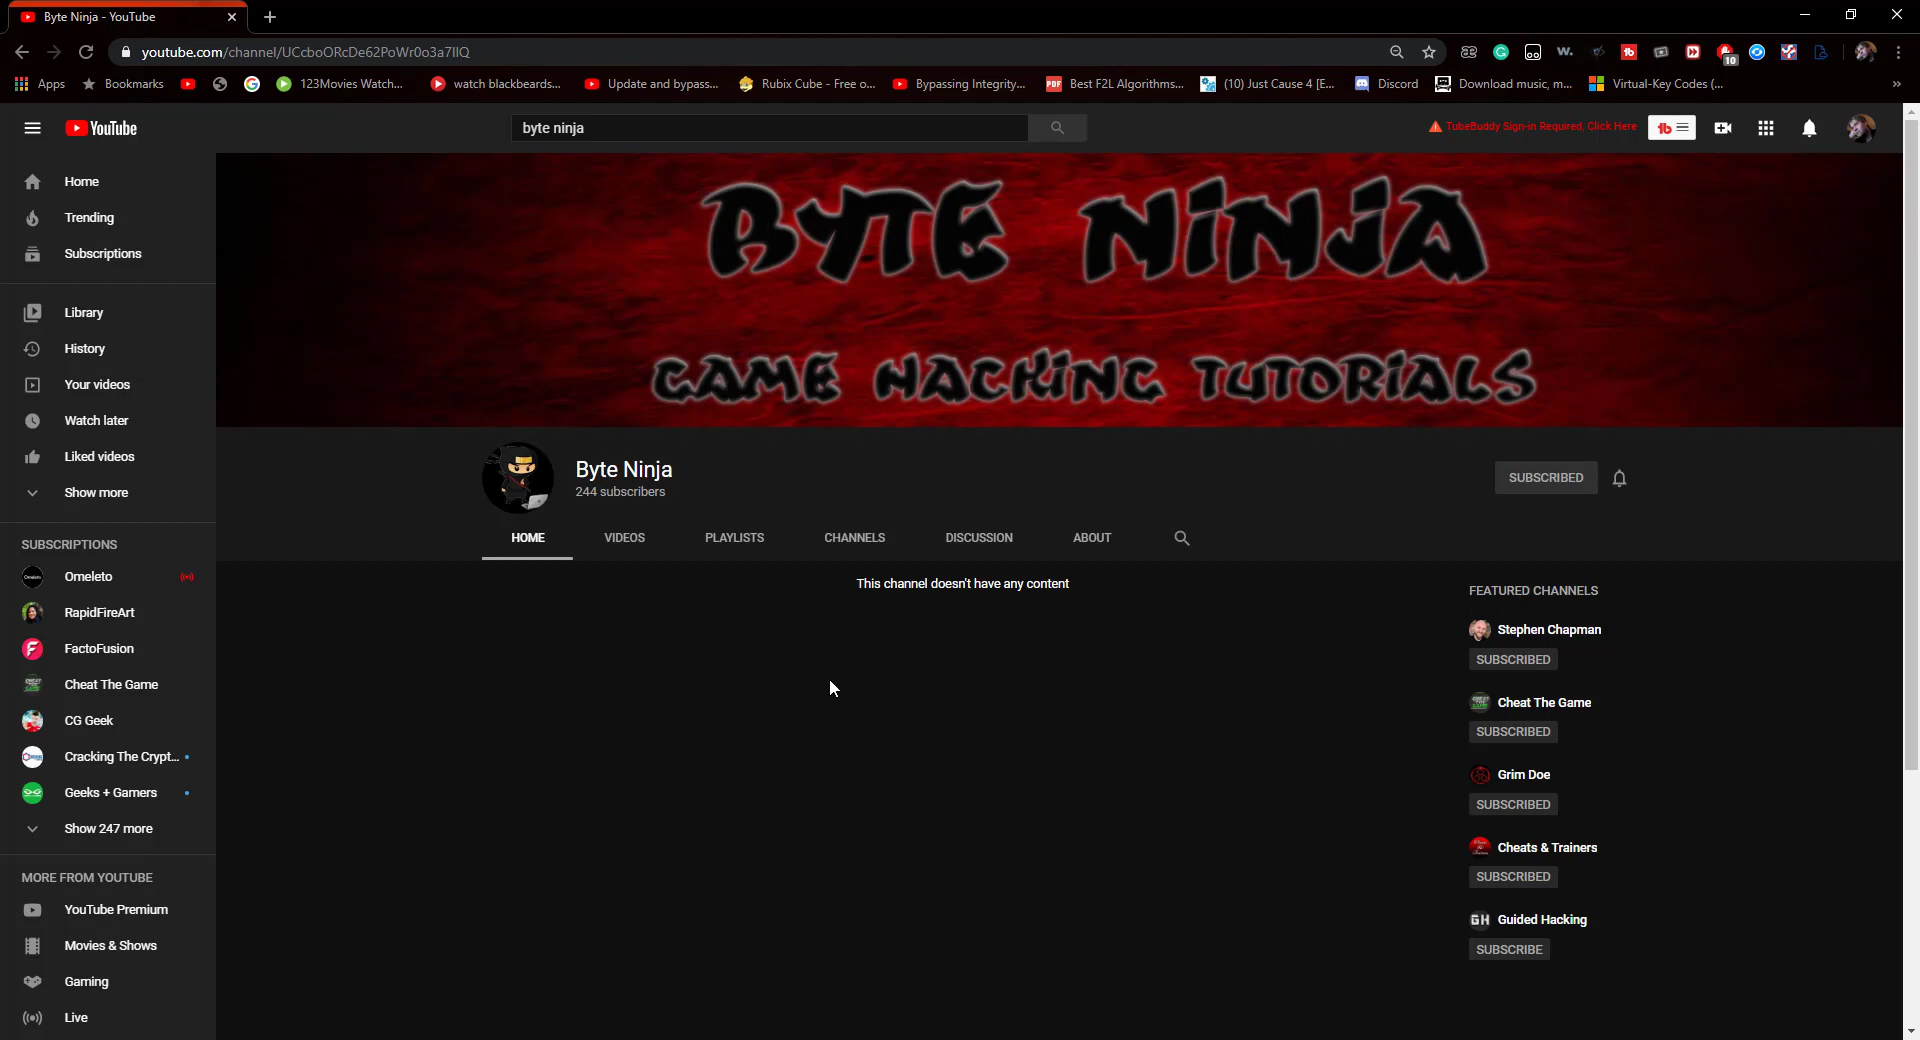 Byte Ninja - YouTube
youtube.com/channel/UCcboORcDe62PoWr0o3a7IlQ
10
Apps
Bookmarks
123Movies Watch...
watch blackbeards...
Update and bypass...
Rubix Cube - Free o...
Bypassing Integrity...
PDF
Best F2L Algorithms...
(10) Just Cause 4 [E...
Discord
Download music, m...
Virtual-Key Codes (...
»
YouTube
byte ninja
TubeBuddy Sign-in Required, Click Here
Home
Trending
Subscriptions
Library
History
Your videos
Watch later
Liked videos
Show more
SUBSCRIPTIONS
Omeleto
RapidFireArt
FactoFusion
Cheat The Game
CG Geek
Cracking The Crypt...
Geeks + Gamers
Show 247 more
MORE FROM YOUTUBE
YouTube Premium
Movies & Shows
Gaming
Live
BYTE NINJA
GAME HACKING TUTORIALS
Byte Ninja
244 subscribers
SUBSCRIBED
HOME
VIDEOS
PLAYLISTS
CHANNELS
DISCUSSION
ABOUT
This channel doesn't have any content
FEATURED CHANNELS
Stephen Chapman
SUBSCRIBED
Cheat The Game
SUBSCRIBED
Grim Doe
SUBSCRIBED
Cheats & Trainers
SUBSCRIBED
GH
Guided Hacking
SUBSCRIBE